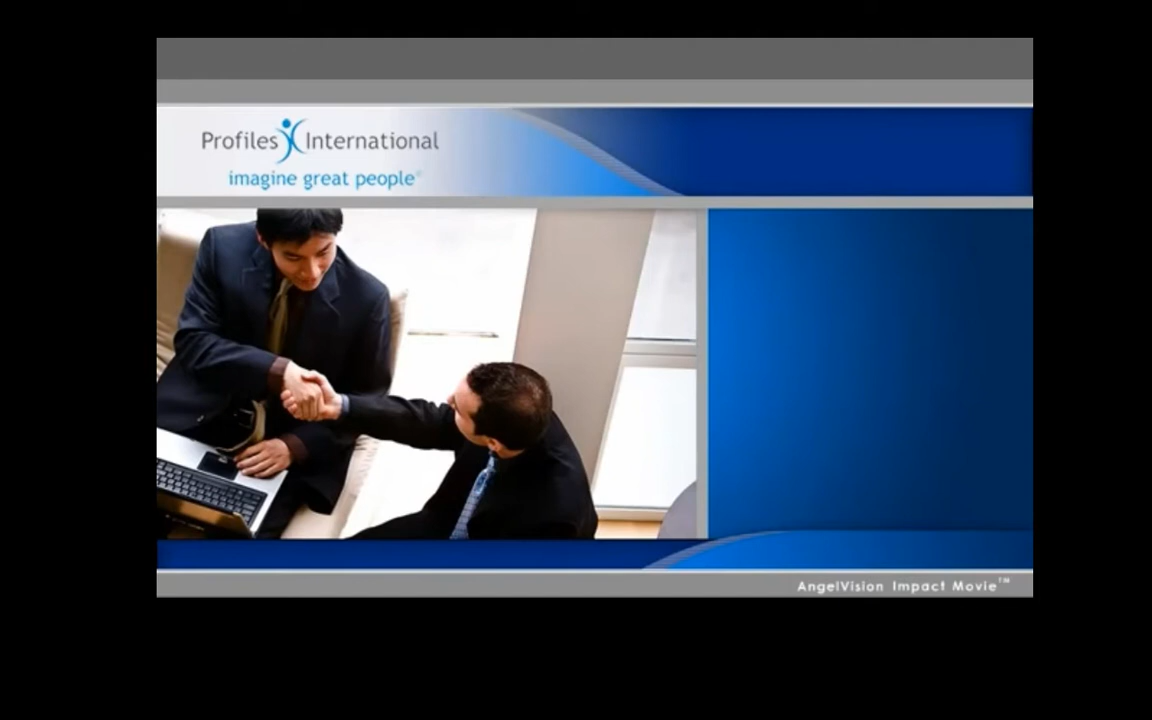 Profiles International
imagine great people®
AngelVision Impact Movie™